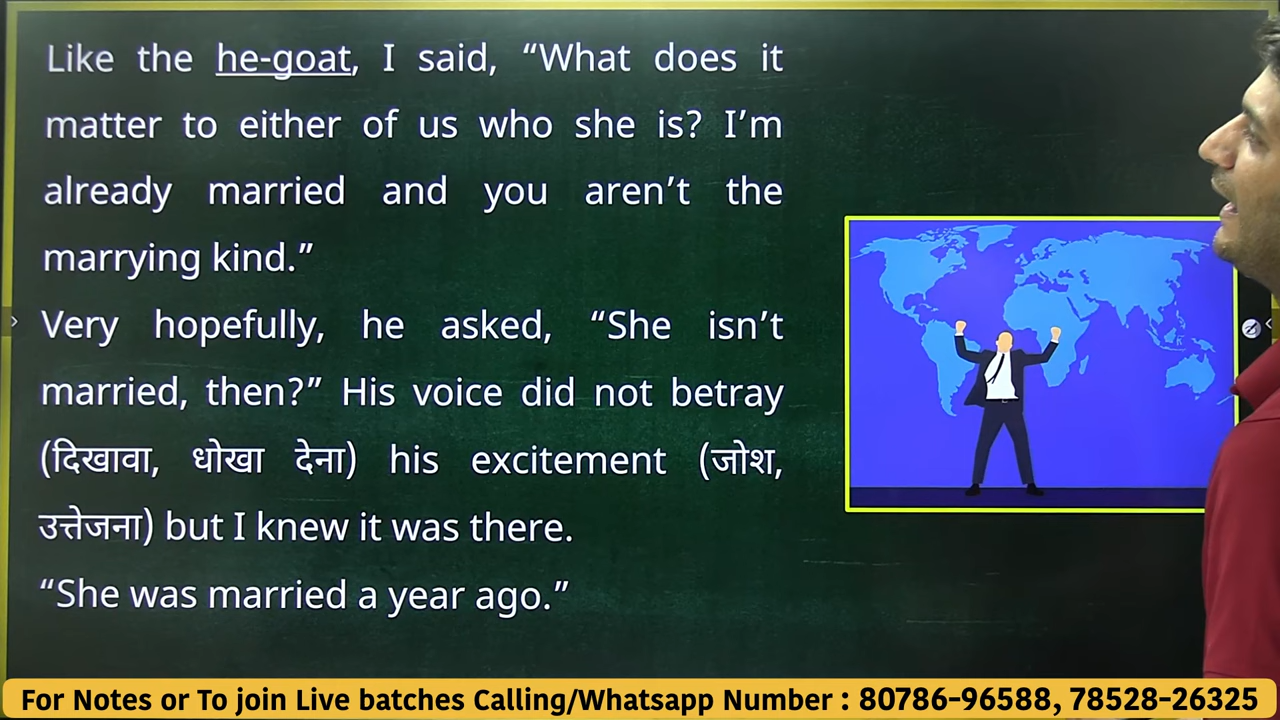 Like the he-goat, I said, “What does it
matter to either of us who she is? I’m
already married and you aren’t the
marrying kind.”
Very hopefully, he asked, “She isn’t
married, then?” His voice did not betray
(दिखावा, धोखा देना) his excitement (जोश,
उत्तेजना) but I knew it was there.
“She was married a year ago.”
For Notes or To join Live batches Calling/Whatsapp Number : 80786-96588, 78528-26325